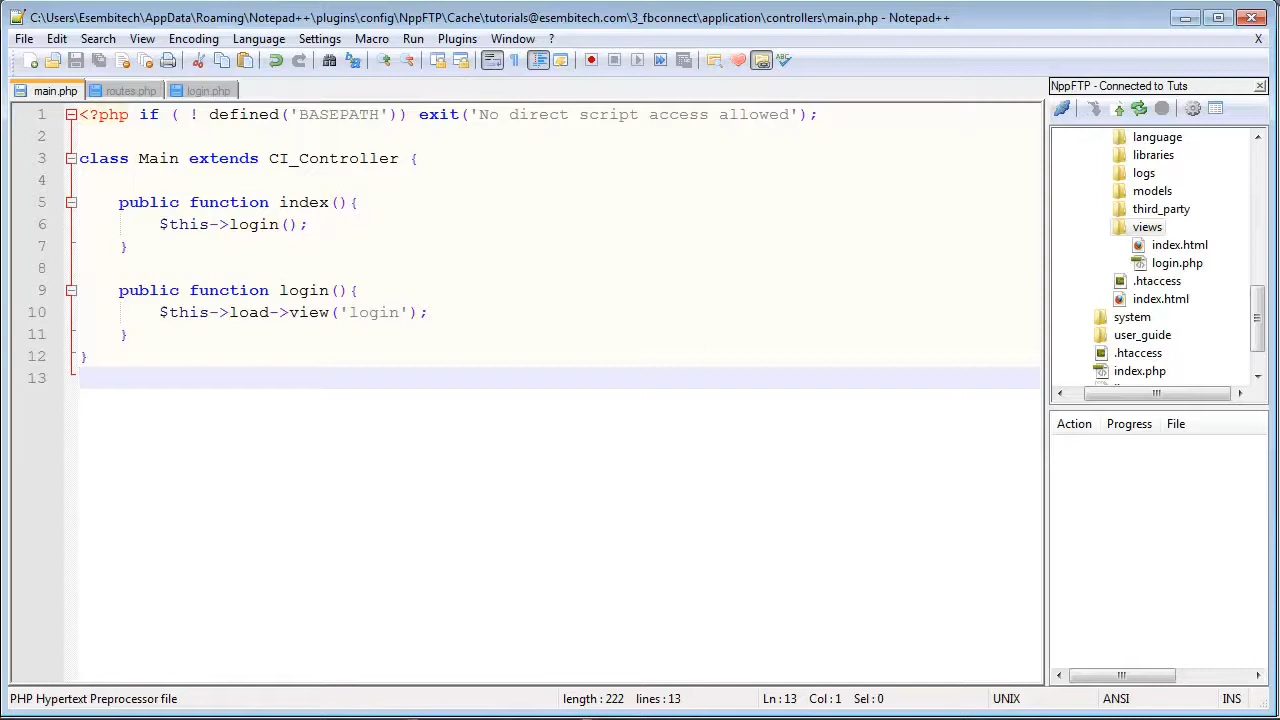 C:\Users\Esembitech\AppData\Roaming\Notepad++\plugins\config\NppFTP\Cache\tutorials@esembitech.com\3_fbconnect\application\controllers\main.php - Notepad++
File Edit Search View Encoding Language Settings Macro Run Plugins Window ? X
main.php routes.php login.php
1 <?php if ( ! defined('BASEPATH')) exit('No direct script access allowed');
2
3 class Main extends CI_Controller {
4
5 public function index(){
6 $this->login();
7 }
8
9 public function login(){
10 $this->load->view('login');
11 }
12 }
13
NppFTP - Connected to Tuts
language
libraries
logs
models
third_party
views
index.html
login.php
.htaccess
index.html
system
user_guide
.htaccess
index.php
Action Progress File
PHP Hypertext Preprocessor file length : 222 lines : 13 Ln : 13 Col : 1 Sel : 0 UNIX ANSI INS